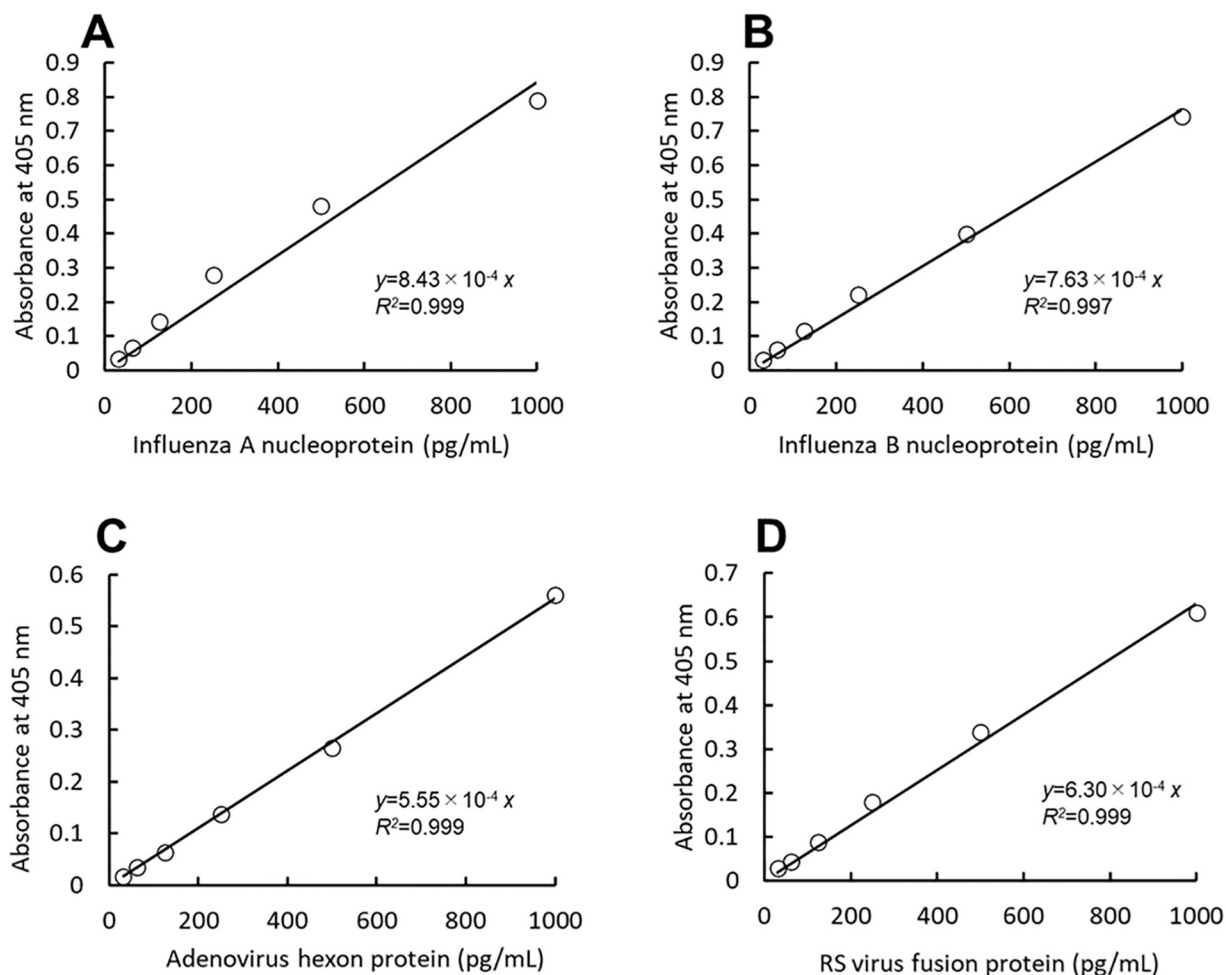 A
Absorbance at 405 nm
0.9
0.8
0.7
0.6
0.5
0.4
0.3
0.2
0.1
0
y=8.43×10⁻⁴ x
R²=0.999
0 200 400 600 800 1000
Influenza A nucleoprotein (pg/mL)
B
Absorbance at 405 nm
0.9
0.8
0.7
0.6
0.5
0.4
0.3
0.2
0.1
0
y=7.63×10⁻⁴ x
R²=0.997
0 200 400 600 800 1000
Influenza B nucleoprotein (pg/mL)
C
Absorbance at 405 nm
0.6
0.5
0.4
0.3
0.2
0.1
0
y=5.55×10⁻⁴ x
R²=0.999
0 200 400 600 800 1000
Adenovirus hexon protein (pg/mL)
D
Absorbance at 405 nm
0.7
0.6
0.5
0.4
0.3
0.2
0.1
0
y=6.30×10⁻⁴ x
R²=0.999
0 200 400 600 800 1000
RS virus fusion protein (pg/mL)